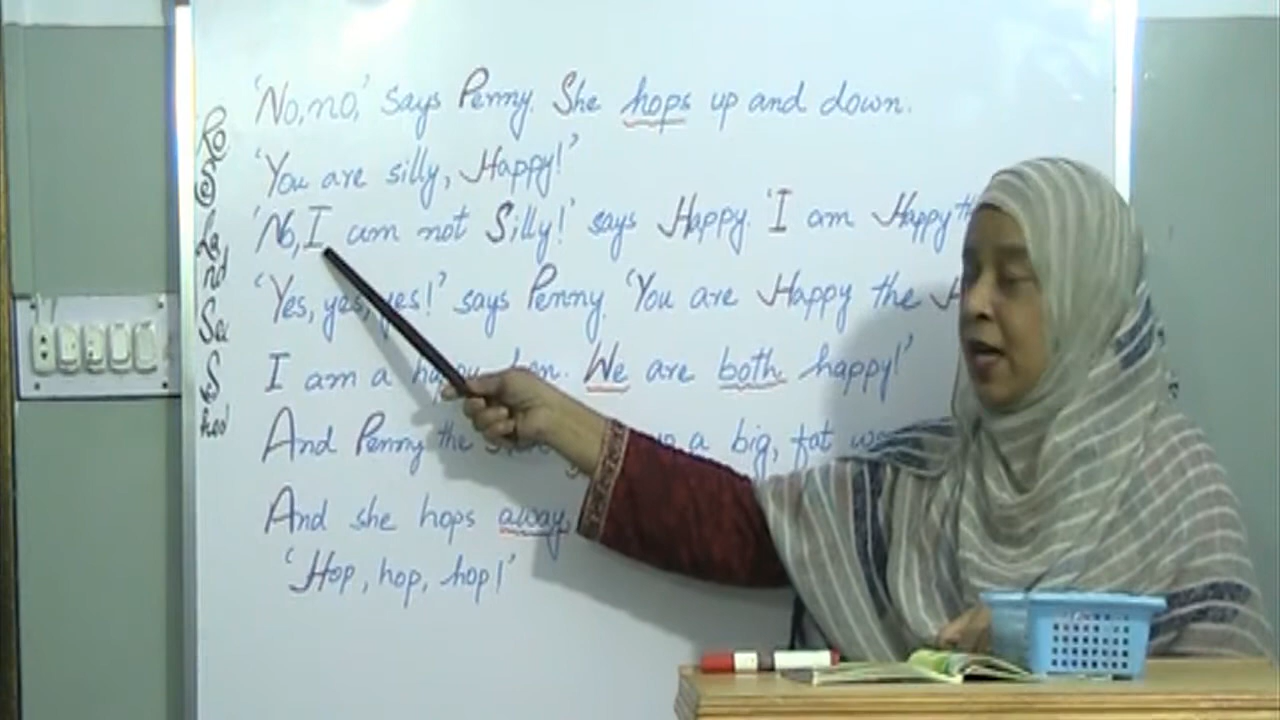 'No, no,' says Penny. She hops up and down.
'You are silly, Happy!'
'No, I am not Silly!' says Happy. 'I am Happy
'Yes, yes, yes!' says Penny. 'You are Happy the
I am a happy hen. We are both happy!'
And Penny the a big, fat
And she hops away.
'Hop, hop, hop!'